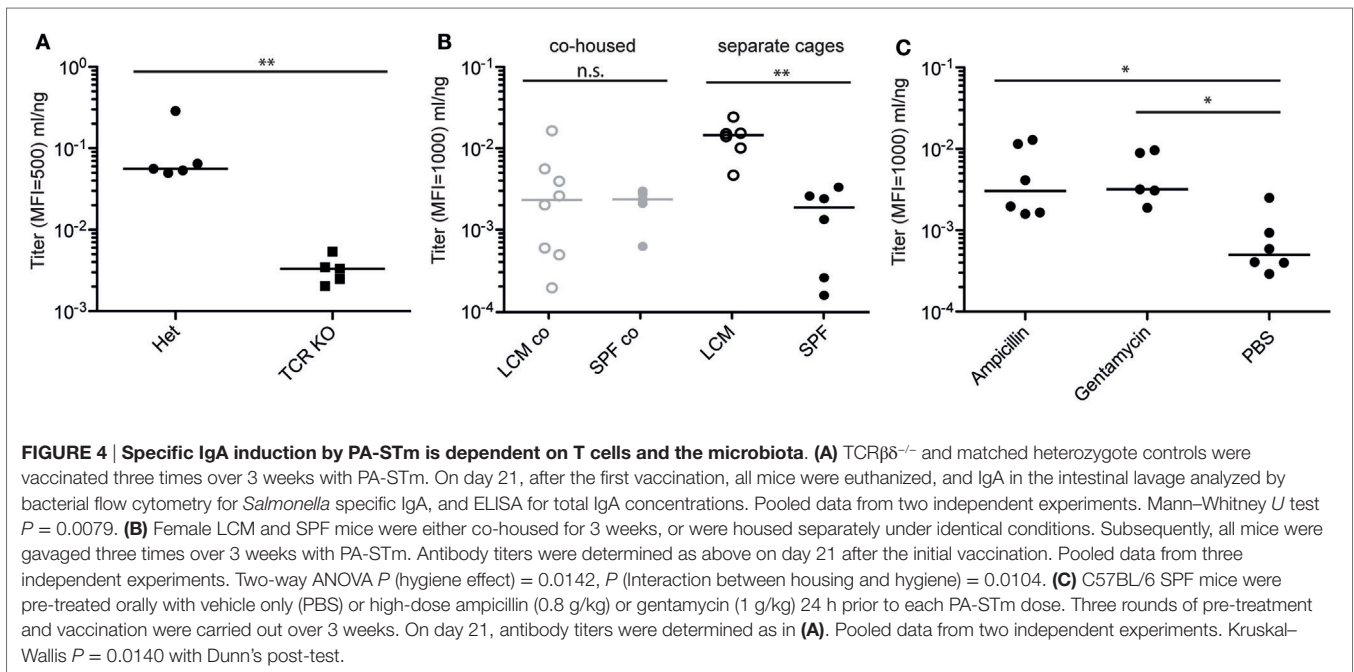 A
Titer (MFI=500) ml/ng
10⁰
10⁻¹
10⁻²
10⁻³
**
Het
TCR KO
B
co-housed
separate cages
n.s.
**
Titer (MFI=1000) ml/ng
10⁻¹
10⁻²
10⁻³
10⁻⁴
LCM co
SPF co
LCM
SPF
C
*
*
Titer (MFI=1000) ml/ng
10⁻¹
10⁻²
10⁻³
10⁻⁴
Ampicillin
Gentamycin
PBS
FIGURE 4 | Specific IgA induction by PA-STm is dependent on T cells and the microbiota. (A) TCRβδ−/− and matched heterozygote controls were
vaccinated three times over 3 weeks with PA-STm. On day 21, after the first vaccination, all mice were euthanized, and IgA in the intestinal lavage analyzed by
bacterial flow cytometry for Salmonella specific IgA, and ELISA for total IgA concentrations. Pooled data from two independent experiments. Mann–Whitney U test
P = 0.0079. (B) Female LCM and SPF mice were either co-housed for 3 weeks, or were housed separately under identical conditions. Subsequently, all mice were
gavaged three times over 3 weeks with PA-STm. Antibody titers were determined as above on day 21 after the initial vaccination. Pooled data from three
independent experiments. Two-way ANOVA P (hygiene effect) = 0.0142, P (Interaction between housing and hygiene) = 0.0104. (C) C57BL/6 SPF mice were
pre-treated orally with vehicle only (PBS) or high-dose ampicillin (0.8 g/kg) or gentamycin (1 g/kg) 24 h prior to each PA-STm dose. Three rounds of pre-treatment
and vaccination were carried out over 3 weeks. On day 21, antibody titers were determined as in (A). Pooled data from two independent experiments. Kruskal–
Wallis P = 0.0140 with Dunn's post-test.